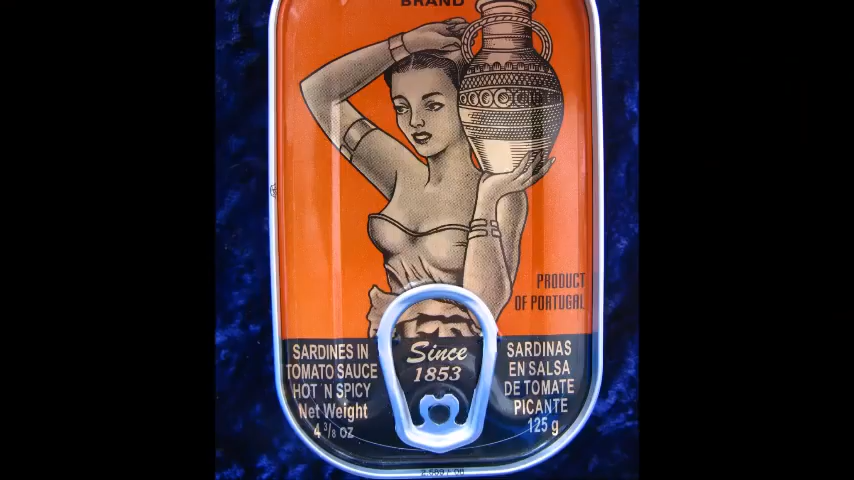 BRAND
PRODUCT
OF PORTUGAL
SARDINES IN
TOMATO SAUCE
HOT 'N SPICY
Net Weight
4 3/8 oz
Since
1853
SARDINAS
EN SALSA
DE TOMATE
PICANTE
125 g